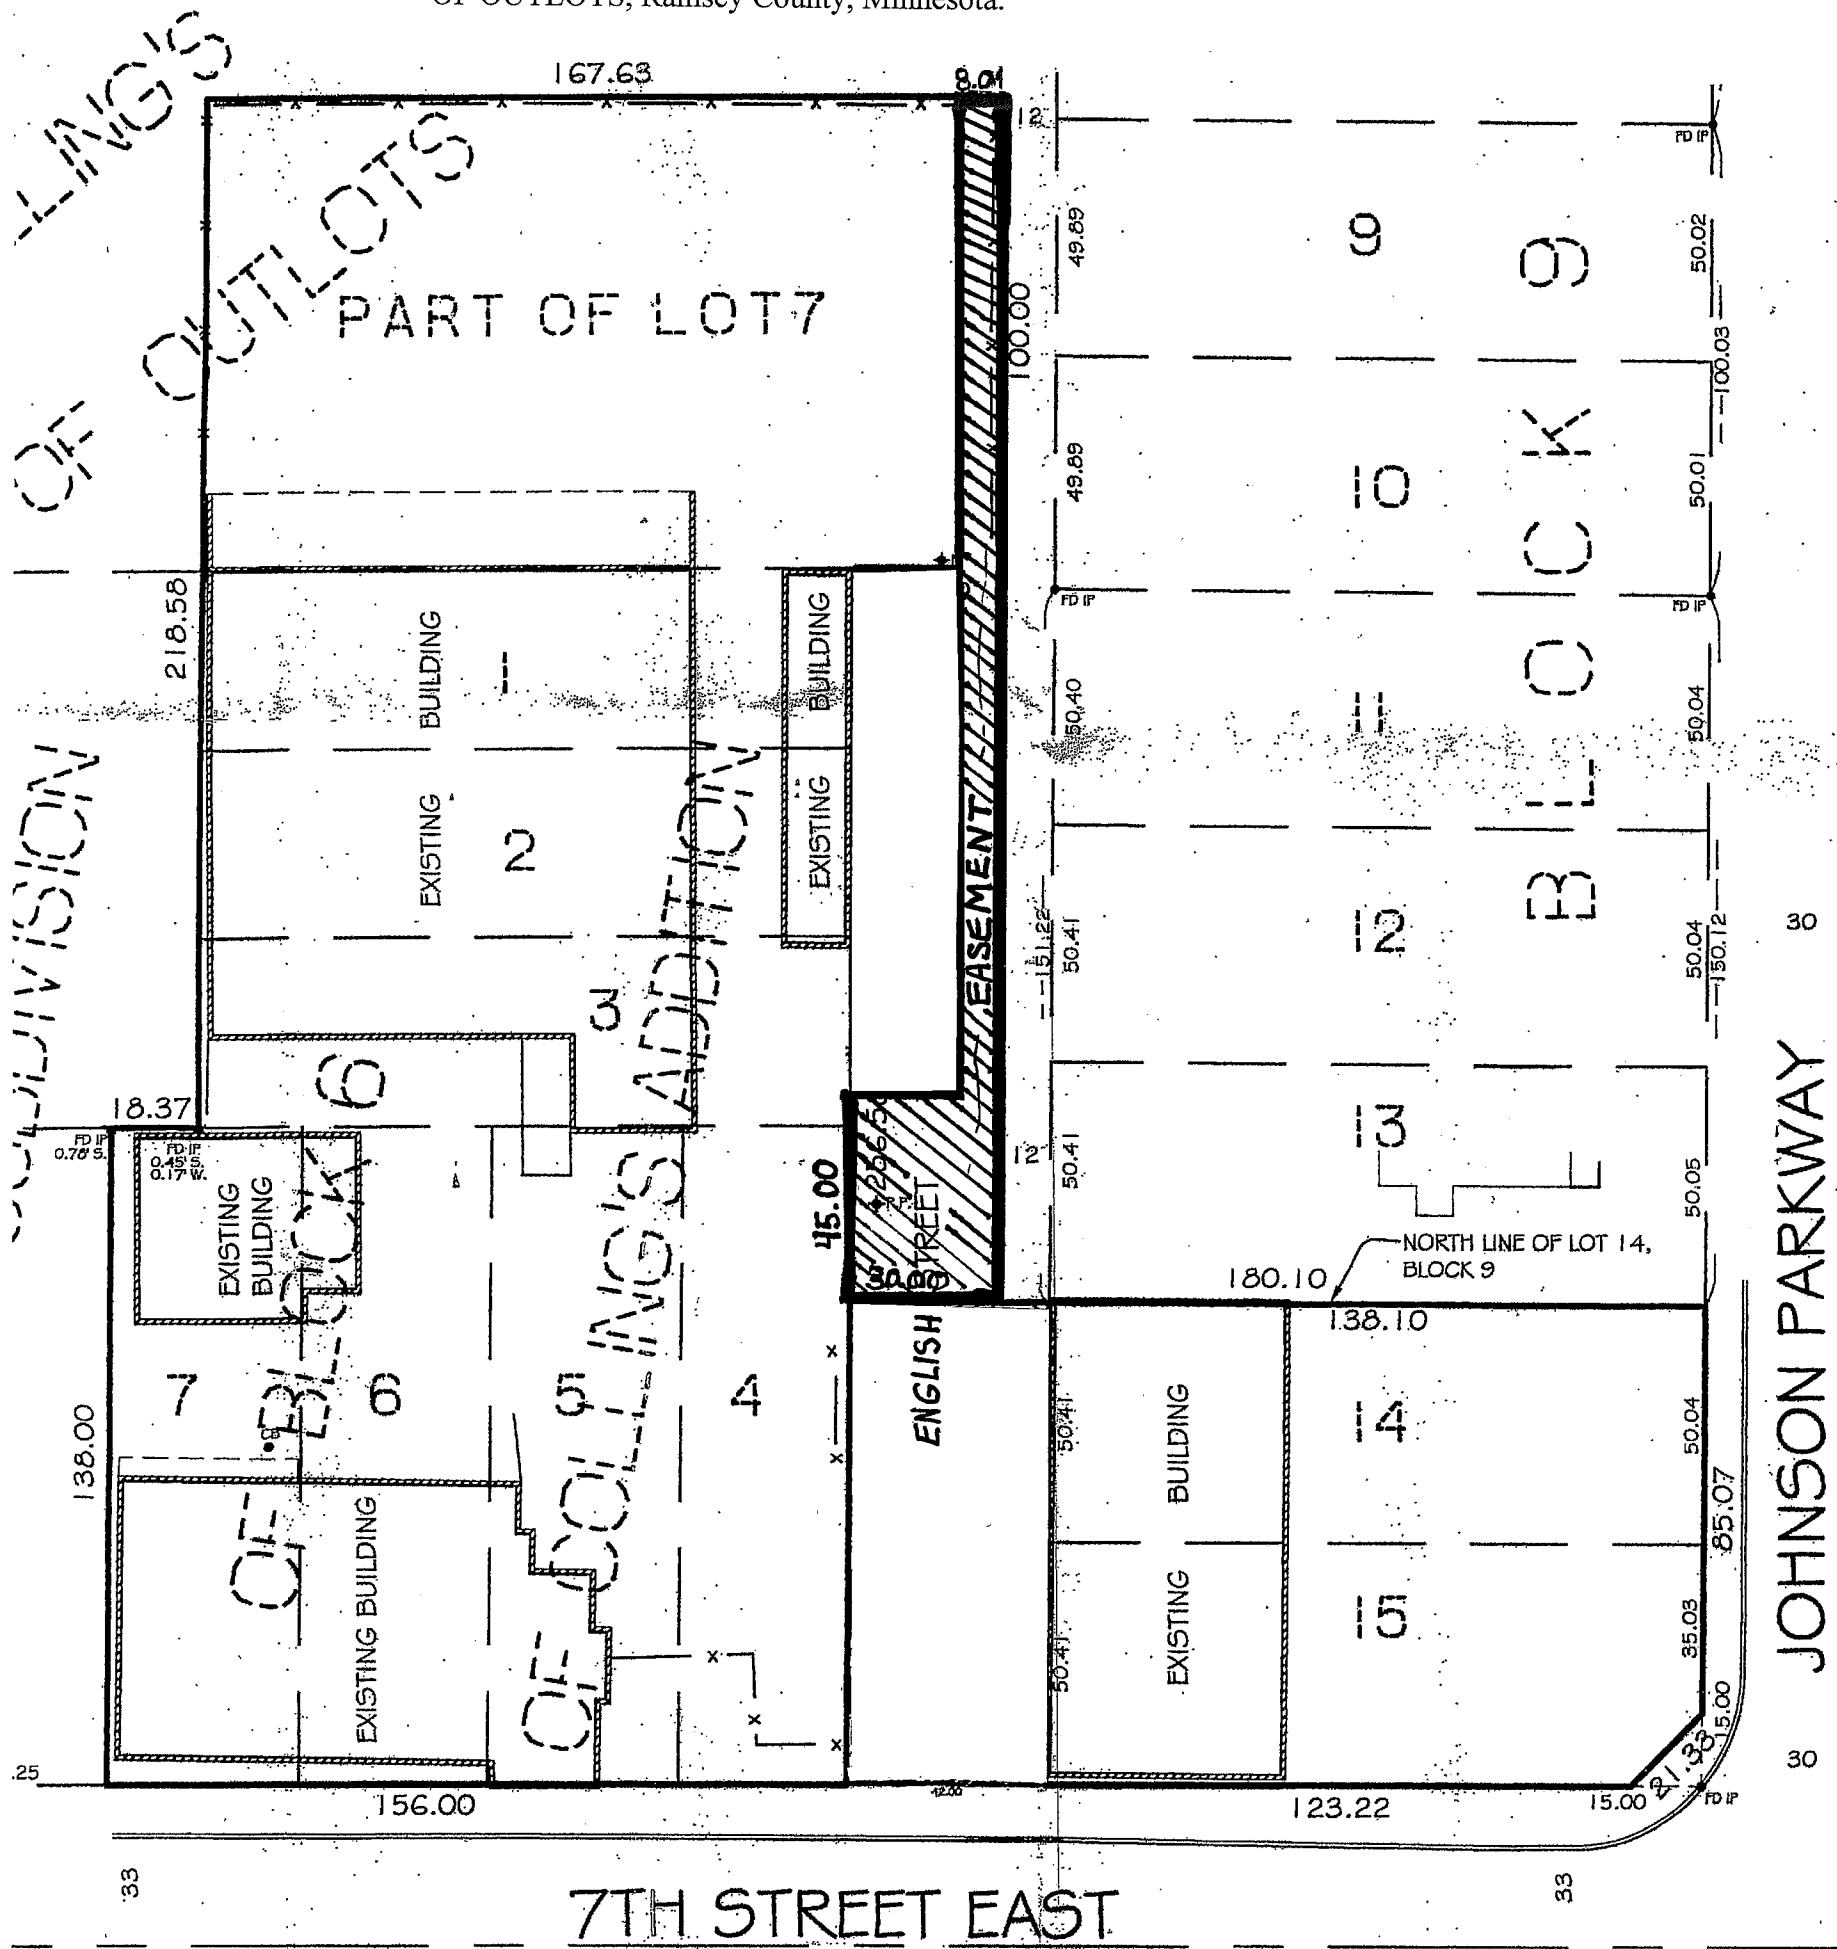 OF OUTLOTS, Ramsey County, Minnesota.
LING'S
OF OUTLOTS
167.63
8.01
12
FD IP
49.89
9
50.02
PART OF LOT 7
100.00
100.03
BLOCK 9
49.89
10
50.01
FD IP
FD IP
218.58
BUILDING
1
BUILDING
50.40
11
50.04
EXISTING
2
EXISTING
EASEMENT
151.22
50.41
12
50.04
150.12
30
3
OF COLLING'S ADDITION
OF BLOCK 6
18.37
FD IP
0.78' S.
FD IP
0.45' S.
0.17' W.
EXISTING
BUILDING
45.00
P.P.
30.00
ENGLISH STREET
12
50.41
13
50.05
NORTH LINE OF LOT 14,
BLOCK 9
180.10
138.10
JOHNSON PARKWAY
7
6
5
4
138.00
50.41
BUILDING
14
50.04
85.07
EXISTING BUILDING
50.41
EXISTING
15
35.03
15.00
21.33
30
.25
156.00
12.00
123.22
15.00
FD IP
33
33
7TH STREET EAST